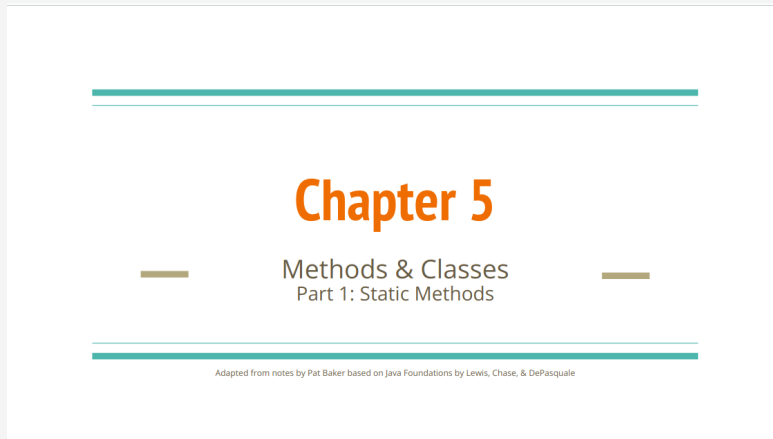 Chapter 5
Methods & Classes
Part 1: Static Methods
Adapted from notes by Pat Baker based on Java Foundations by Lewis, Chase, & DePasquale